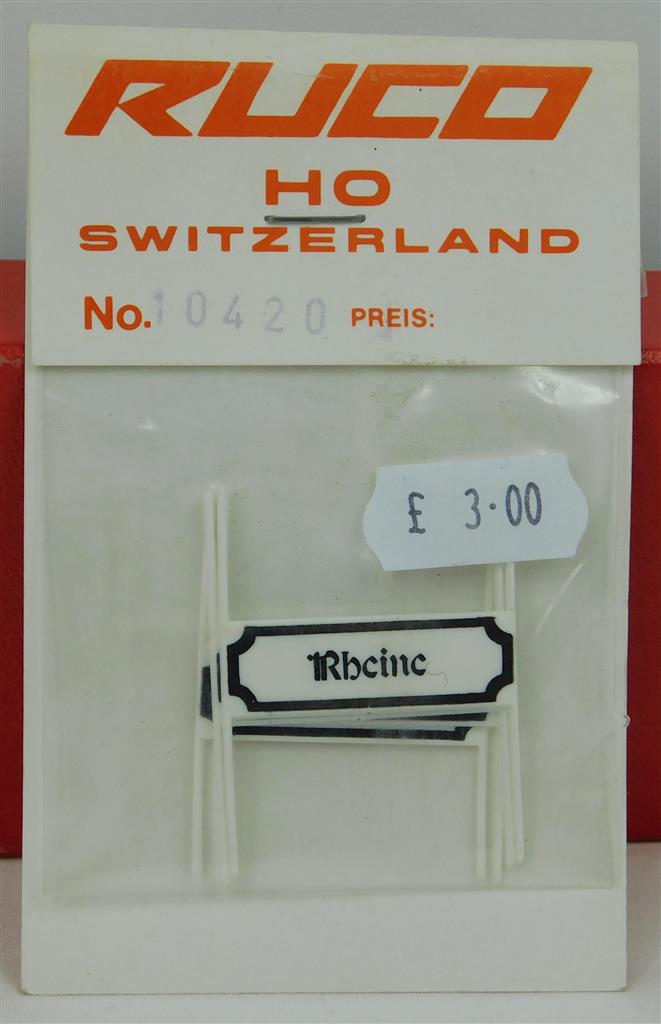 RUCO
HO
SWITZERLAND
No. 10420 PREIS:
£ 3.00
Rheine